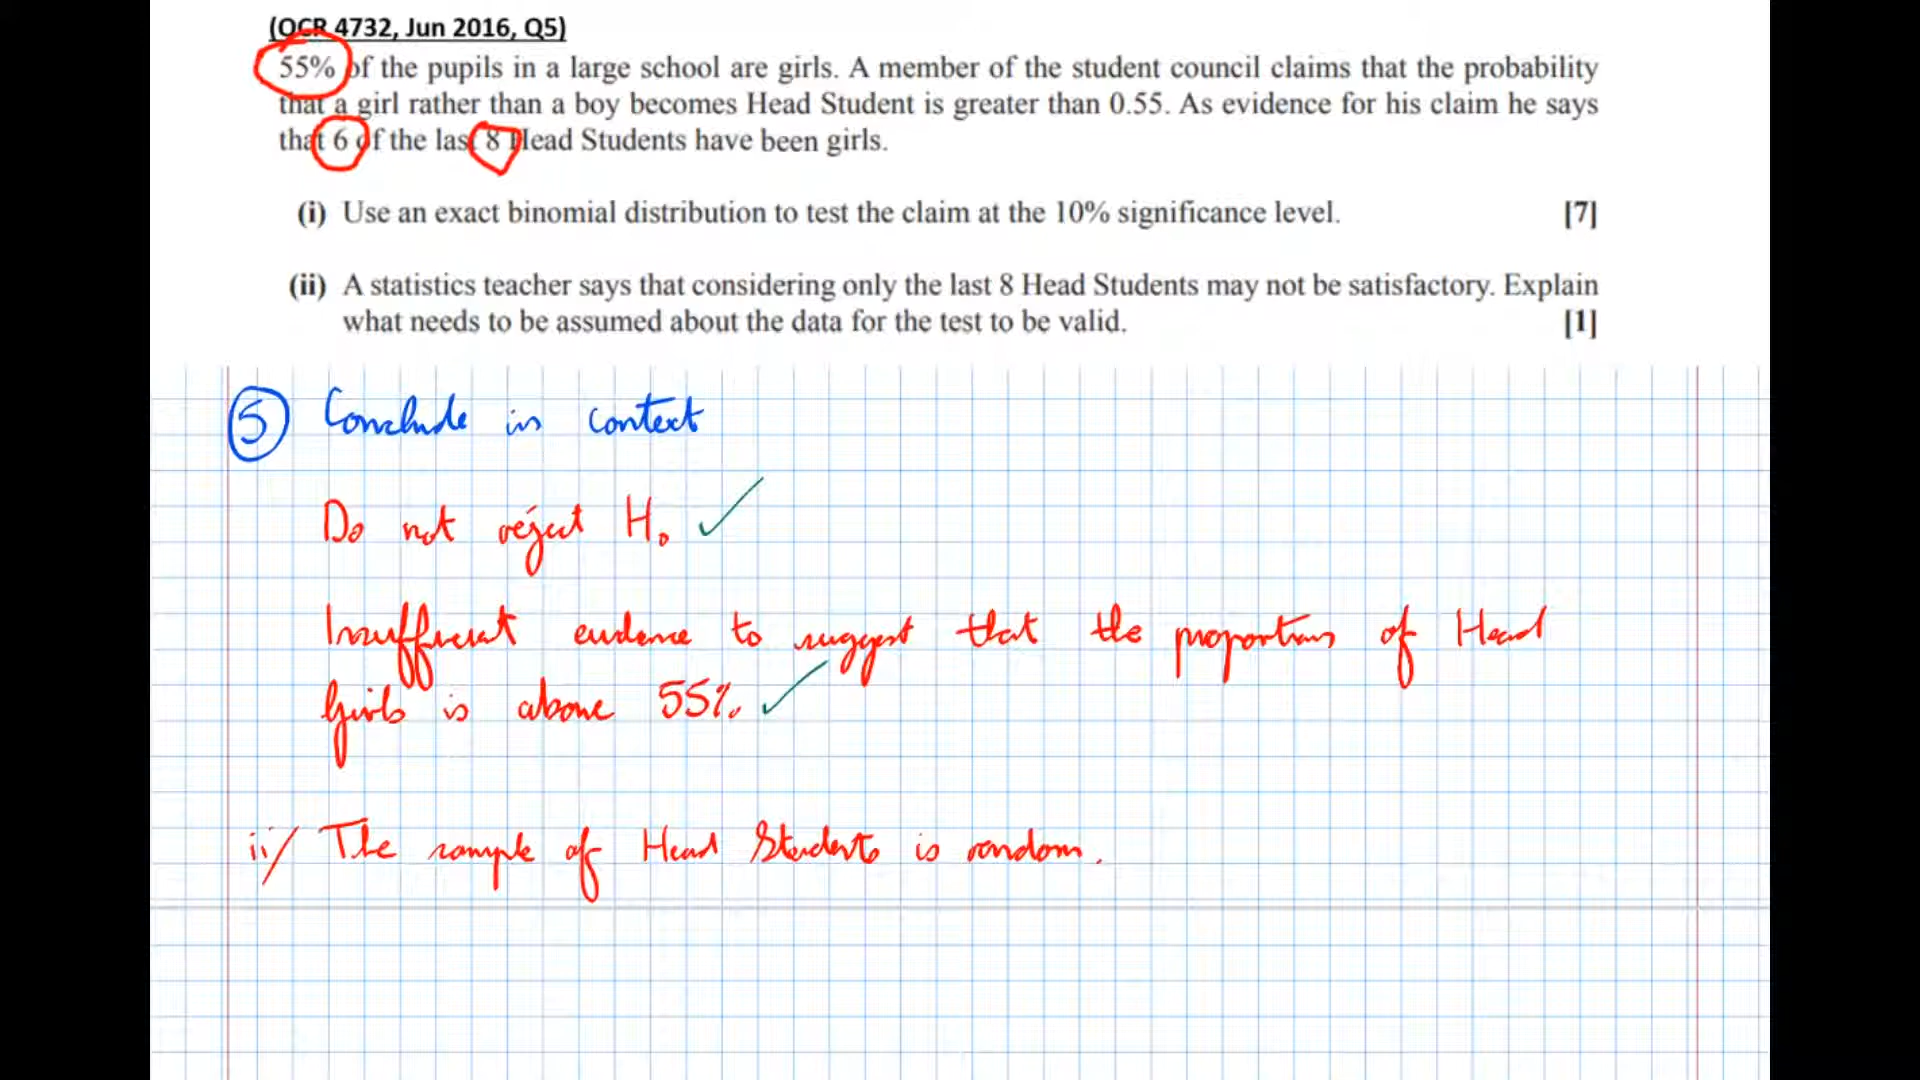 (OCR 4732, Jun 2016, Q5)
55% of the pupils in a large school are girls. A member of the student council claims that the probability
that a girl rather than a boy becomes Head Student is greater than 0.55. As evidence for his claim he says
that 6 of the last 8 Head Students have been girls.
(i) Use an exact binomial distribution to test the claim at the 10% significance level. [7]
(ii) A statistics teacher says that considering only the last 8 Head Students may not be satisfactory. Explain
what needs to be assumed about the data for the test to be valid. [1]
5 Conclude in context
Do not reject H₀ ✓
Insufficient evidence to suggest that the proportion of Head
Girls is above 55%. ✓
ii/ The sample of Head Students is random.